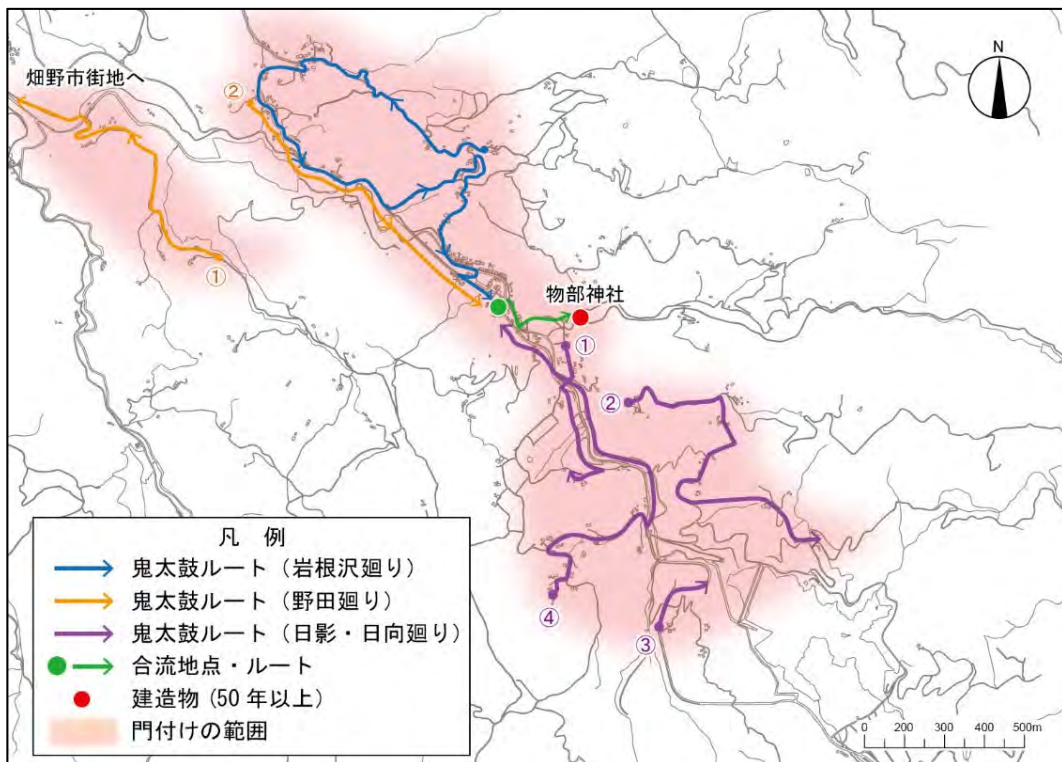 N
畑野市街地へ
②
①
物部神社
①
②
④
③
凡 例
鬼太鼓ルート（岩根沢廻り）
鬼太鼓ルート（野田廻り）
鬼太鼓ルート（日影・日向廻り）
合流地点・ルート
建造物 (50 年以上)
門付けの範囲
0 100 200 300 400 500m